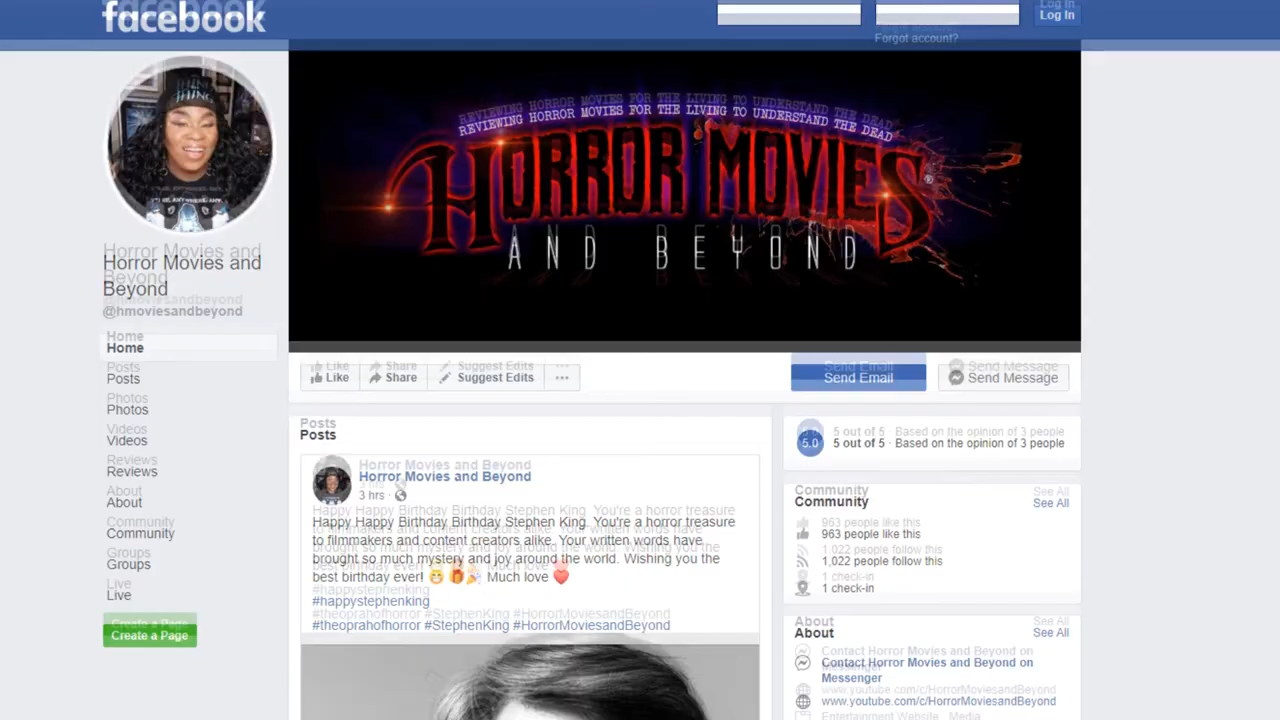 facebook
Log In
Forgot account?
REVIEWING HORROR MOVIES FOR THE LIVING TO UNDERSTAND THE DEAD
HORROR MOVIES®
AND BEYOND
Horror Movies and
Beyond
@hmoviesandbeyond
Home
Posts
Photos
Videos
Reviews
About
Community
Groups
Live
Create a Page
Like
Share
Suggest Edits
...
Send Email
Send Message
Posts
Horror Movies and Beyond
3 hrs ·
Happy Happy Birthday Birthday Stephen King. You're a horror treasure
to filmmakers and content creators alike. Your written words have
brought so much mystery and joy around the world. Wishing you the
best birthday ever! 😁🎁🎉 Much love ❤️
#happystephenking
#theoprahofhorror #StephenKing #HorrorMoviesandBeyond
5.0
5 out of 5 · Based on the opinion of 3 people
Community
See All
963 people like this
1,022 people follow this
1 check-in
About
See All
Contact Horror Movies and Beyond on
Messenger
www.youtube.com/c/HorrorMoviesandBeyond
Entertainment Website · Media